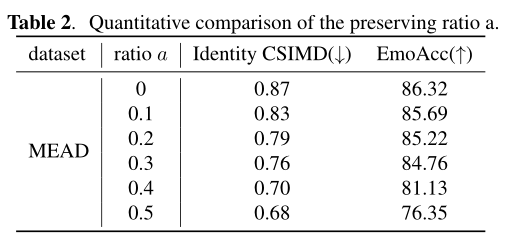 Table 2. Quantitative comparison of the preserving ratio a.
dataset ratio a Identity CSIMD(↓) EmoAcc(↑)
0 0.87 86.32
0.1 0.83 85.69
0.2 0.79 85.22
MEAD
0.3 0.76 84.76
0.4 0.70 81.13
0.5 0.68 76.35